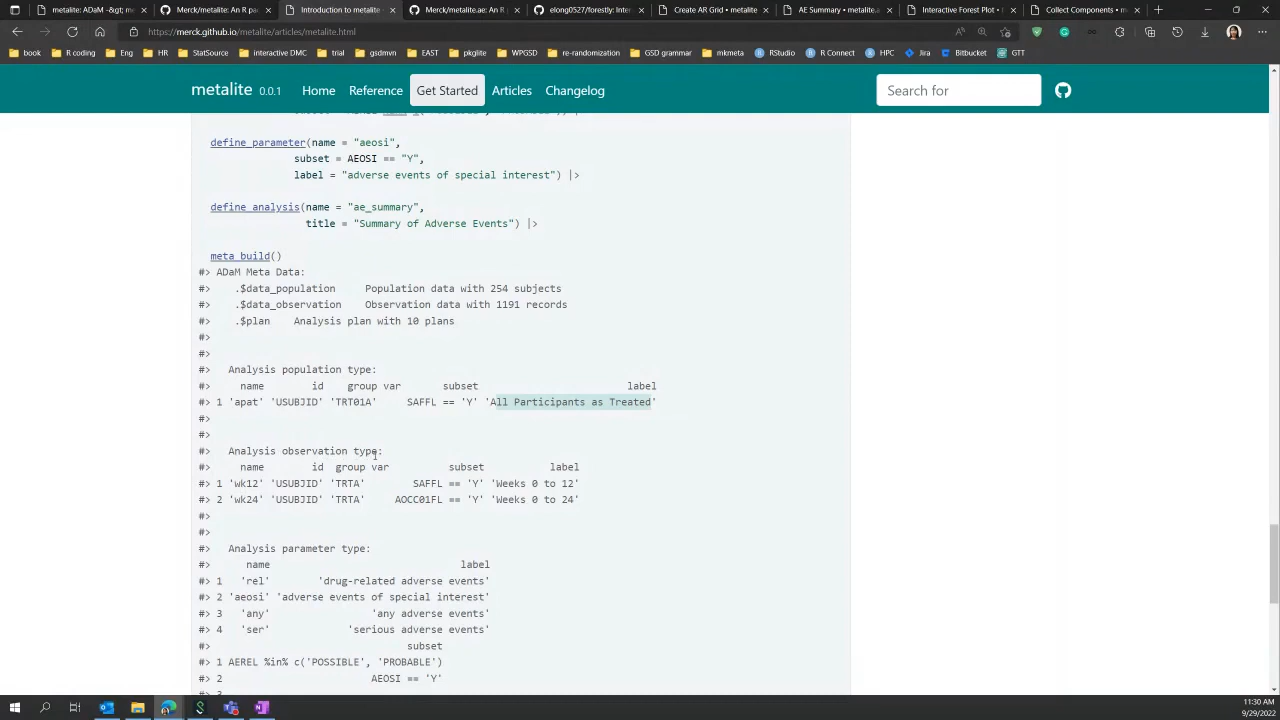 metalite: ADaM -&gt; me
Merck/metalite: An R pac
Introduction to metalite
Merck/metalite.ae: An R p
elong0527/forestly: Inter
Create AR Grid • metalite
AE Summary • metalite.a
Interactive Forest Plot • f
Collect Components • m
https://merck.github.io/metalite/articles/metalite.html
book
R coding
Eng
HR
StatSource
interactive DMC
trial
gsdmvn
EAST
pkglite
WPGSD
re-randomization
GSD grammar
mkmeta
RStudio
R Connect
HPC
Jira
Bitbucket
GTT
metalite 0.0.1 Home Reference Get Started Articles Changelog Search for
define_parameter(name = "aeosi",
subset = AEOSI == "Y",
label = "adverse events of special interest") |>
define_analysis(name = "ae_summary",
title = "Summary of Adverse Events") |>
meta_build()
#> ADaM Meta Data:
#> .$data_population Population data with 254 subjects
#> .$data_observation Observation data with 1191 records
#> .$plan Analysis plan with 10 plans
#>
#>
#> Analysis population type:
#> name id group var subset label
#> 1 'apat' 'USUBJID' 'TRT01A' SAFFL == 'Y' 'All Participants as Treated'
#>
#>
#> Analysis observation type:
#> name id group var subset label
#> 1 'wk12' 'USUBJID' 'TRTA' SAFFL == 'Y' 'Weeks 0 to 12'
#> 2 'wk24' 'USUBJID' 'TRTA' AOCC01FL == 'Y' 'Weeks 0 to 24'
#>
#>
#> Analysis parameter type:
#> name label
#> 1 'rel' 'drug-related adverse events'
#> 2 'aeosi' 'adverse events of special interest'
#> 3 'any' 'any adverse events'
#> 4 'ser' 'serious adverse events'
#> subset
#> 1 AEREL %in% c('POSSIBLE', 'PROBABLE')
#> 2 AEOSI == 'Y'
#> 3
11:30 AM
9/29/2022